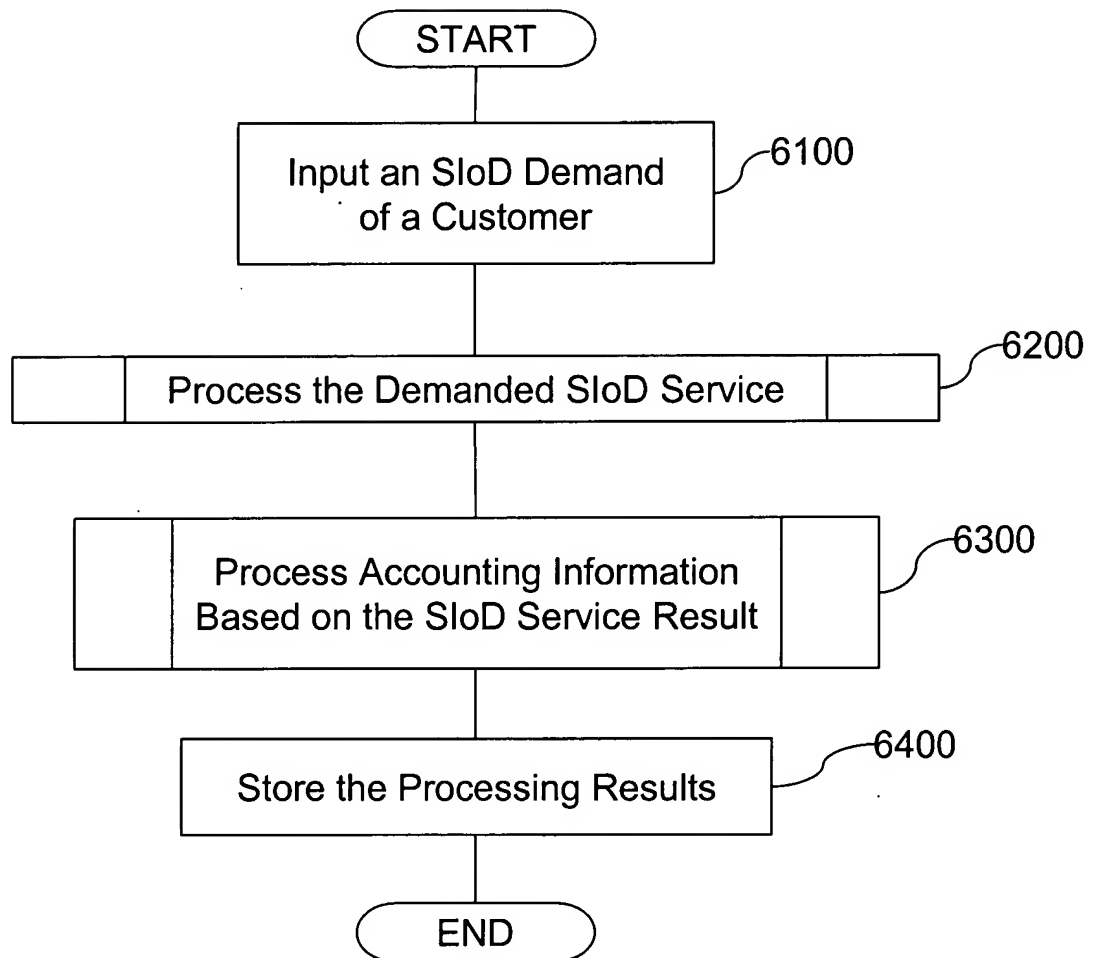 START
Input an SIoD Demand
of a Customer
6100
Process the Demanded SIoD Service
6200
Process Accounting Information
Based on the SIoD Service Result
6300
Store the Processing Results
6400
END